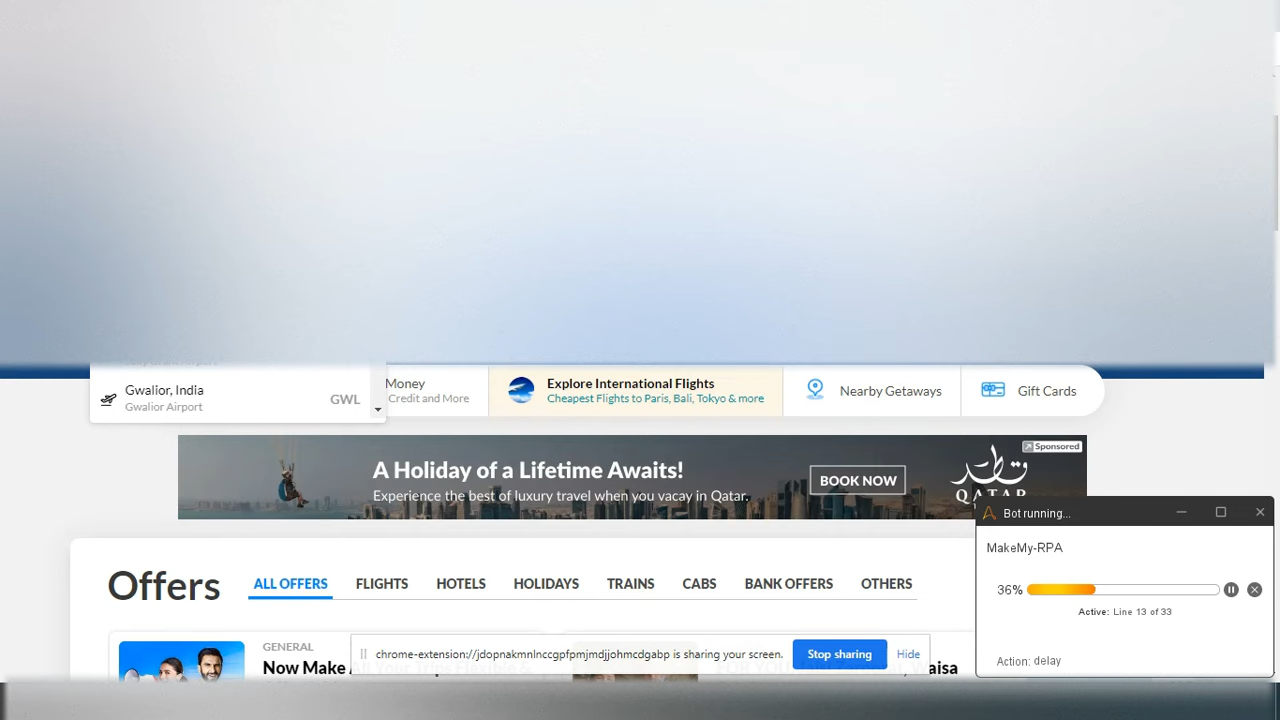 Gwalior, India
Gwalior Airport
GWL
Money
Credit and More
Explore International Flights
Cheapest Flights to Paris, Bali, Tokyo & more
Nearby Getaways
Gift Cards
A Holiday of a Lifetime Awaits!
Experience the best of luxury travel when you vacay in Qatar.
BOOK NOW
Sponsored
قطر
QATAR
Bot running...
MakeMy-RPA
36%
Active: Line 13 of 33
Action: delay
Offers
ALL OFFERS
FLIGHTS
HOTELS
HOLIDAYS
TRAINS
CABS
BANK OFFERS
OTHERS
GENERAL
Now Make
chrome-extension://jdopnakmnlnccgpfpmjmdjjohmcdgabp is sharing your screen.
Stop sharing
Hide